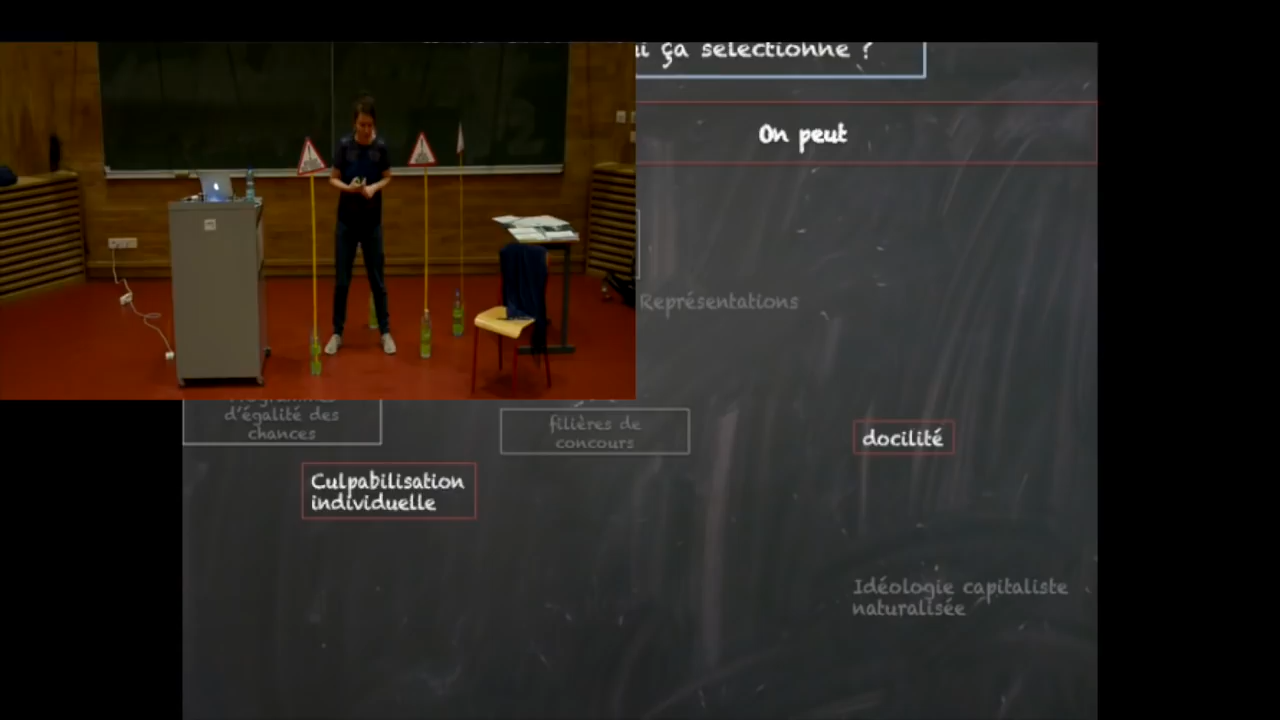 ça sélectionne ?
On peut
Représentations
d'égalité des
chances
filières de
concours
docilité
Culpabilisation
individuelle
Idéologie capitaliste
naturalisée